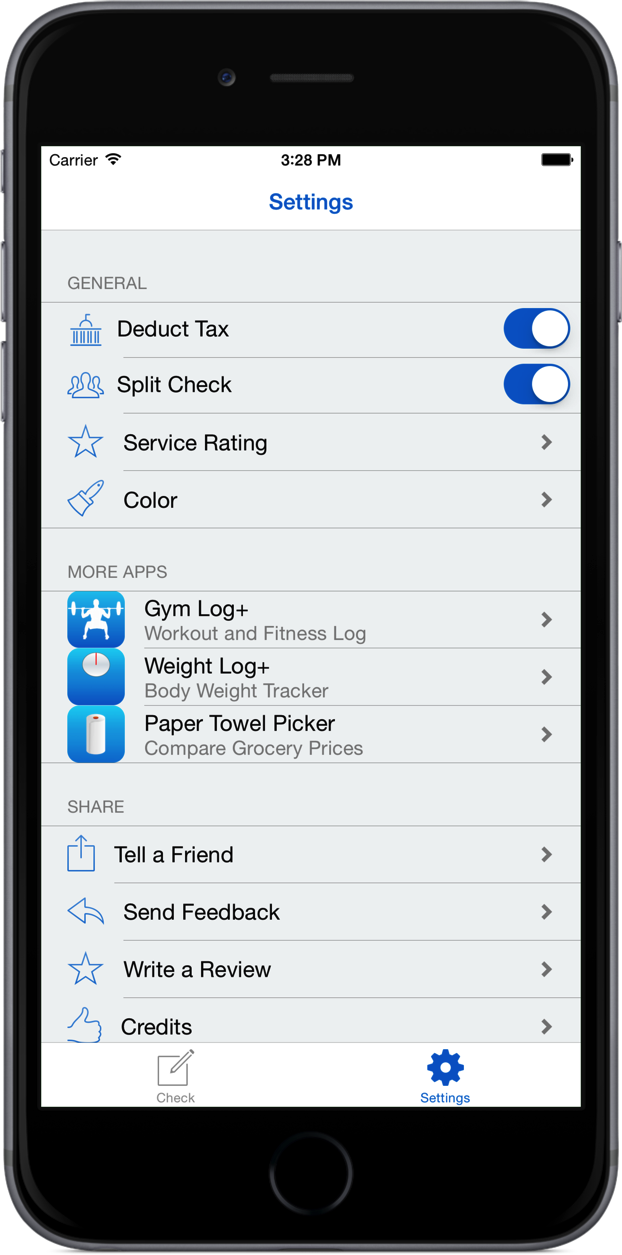 Carrier 3:28 PM
Settings
GENERAL
Deduct Tax
Split Check
Service Rating
Color
MORE APPS
Gym Log+
Workout and Fitness Log
Weight Log+
Body Weight Tracker
Paper Towel Picker
Compare Grocery Prices
SHARE
Tell a Friend
Send Feedback
Write a Review
Credits
Check Settings